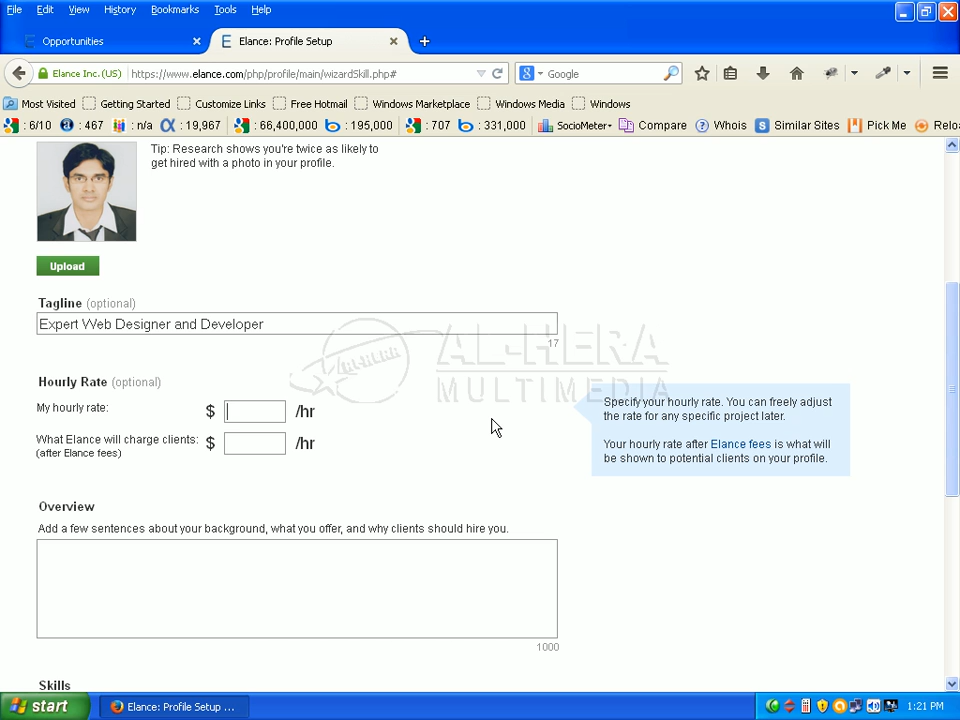 File Edit View History Bookmarks Tools Help
Opportunities
Elance: Profile Setup
Elance Inc. (US) https://www.elance.com/php/profile/main/wizardSkill.php#
Google
Most Visited Getting Started Customize Links Free Hotmail Windows Marketplace Windows Media Windows
: 6/10 : 467 : n/a : 19,967 : 66,400,000 : 195,000 : 707 : 331,000 SocioMeter Compare Whois Similar Sites Pick Me Relo
Tip: Research shows you're twice as likely to
get hired with a photo in your profile.
Upload
Tagline (optional)
Expert Web Designer and Developer
17
AL-HERA
MULTIMEDIA
Hourly Rate (optional)
My hourly rate: $ /hr
What Elance will charge clients: $ /hr
(after Elance fees)
Specify your hourly rate. You can freely adjust
the rate for any specific project later.
Your hourly rate after Elance fees is what will
be shown to potential clients on your profile.
Overview
Add a few sentences about your background, what you offer, and why clients should hire you.
1000
Skills
start
Elance: Profile Setup ...
1:21 PM